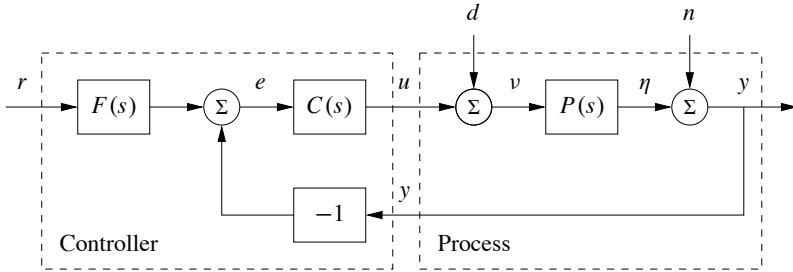 d n
r e u ν η y
F(s) Σ C(s) Σ P(s) Σ
y
−1
Controller Process